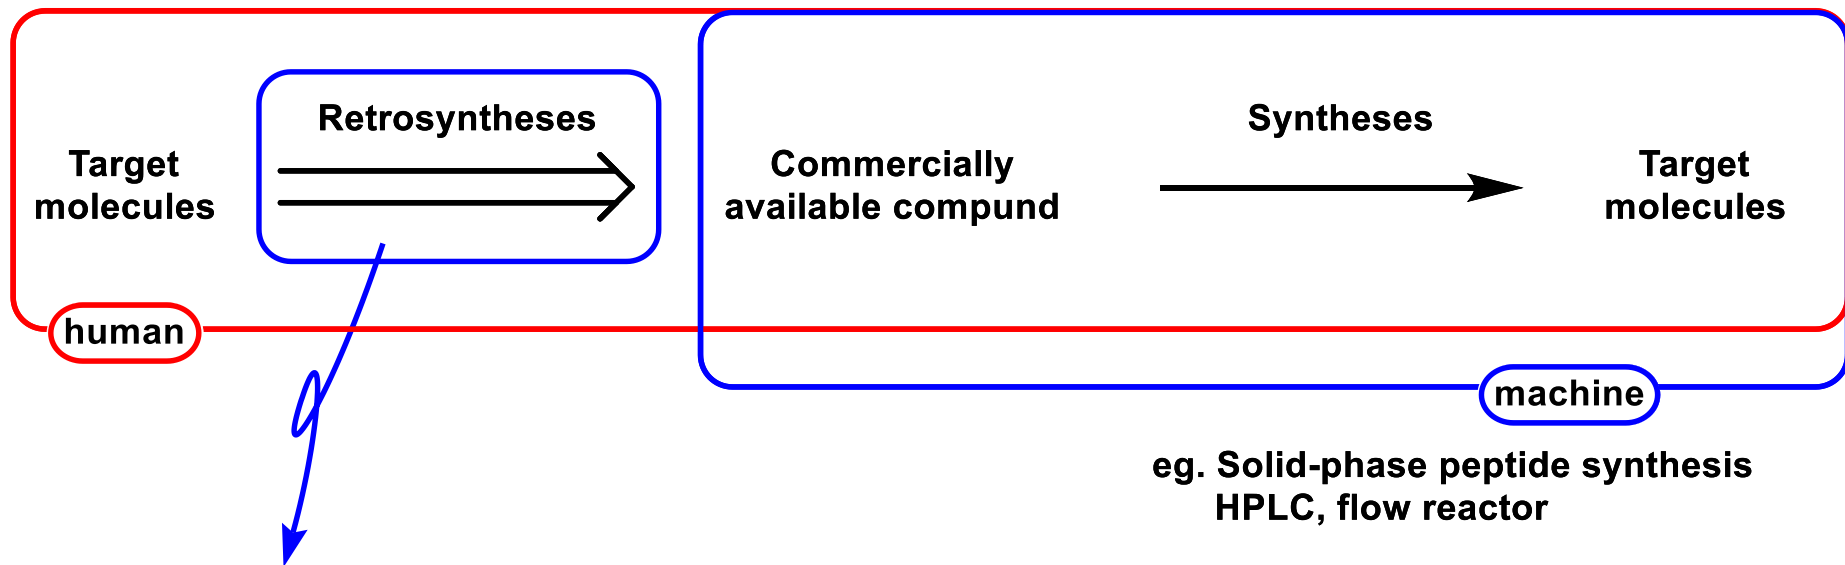 Retrosyntheses
Syntheses
Target
molecules
Commercially
available compund
Target
molecules
human
machine
eg. Solid-phase peptide synthesis
HPLC, flow reactor